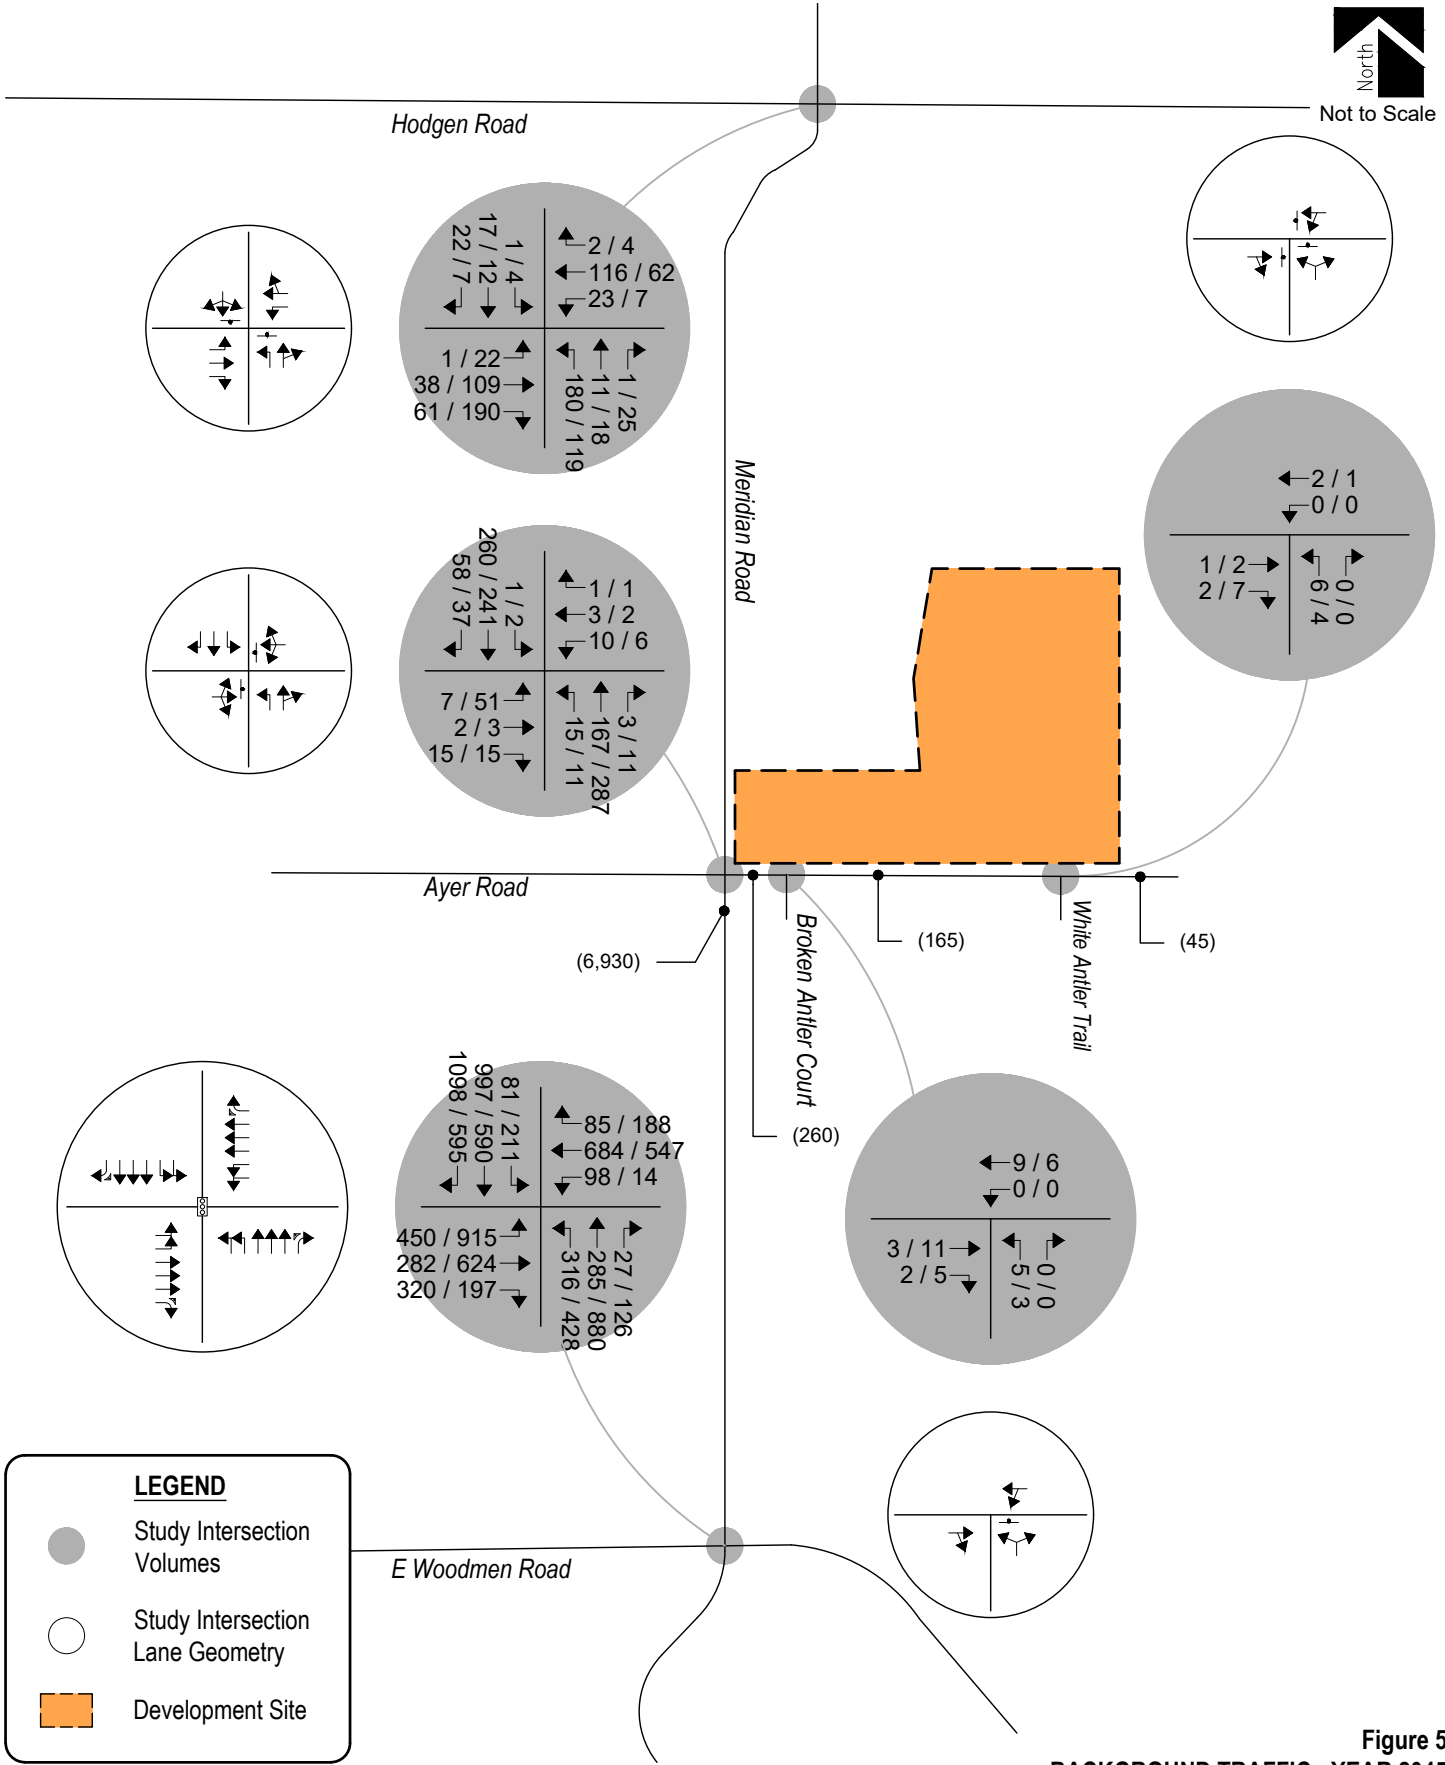 North
Not to Scale
Hodgen Road
22 / 7
17 / 12
1 / 4
2 / 4
116 / 62
23 / 7
1 / 22
38 / 109
61 / 190
180 / 119
11 / 18
1 / 25
Meridian Road
2 / 1
0 / 0
1 / 2
2 / 7
6 / 4
0 / 0
58 / 37
260 / 241
1 / 2
1 / 1
3 / 2
10 / 6
7 / 51
2 / 3
15 / 15
15 / 11
167 / 287
3 / 11
Ayer Road
(6,930)
Broken Antler Court
(165)
White Antler Trail
(45)
(260)
1098 / 595
997 / 590
81 / 211
85 / 188
684 / 547
98 / 14
450 / 915
282 / 624
320 / 197
316 / 428
285 / 880
27 / 126
9 / 6
0 / 0
3 / 11
2 / 5
5 / 3
0 / 0
E Woodmen Road
LEGEND
Study Intersection
Volumes
Study Intersection
Lane Geometry
Development Site
Figure 5
BACKGROUND TRAFFIC - YEAR